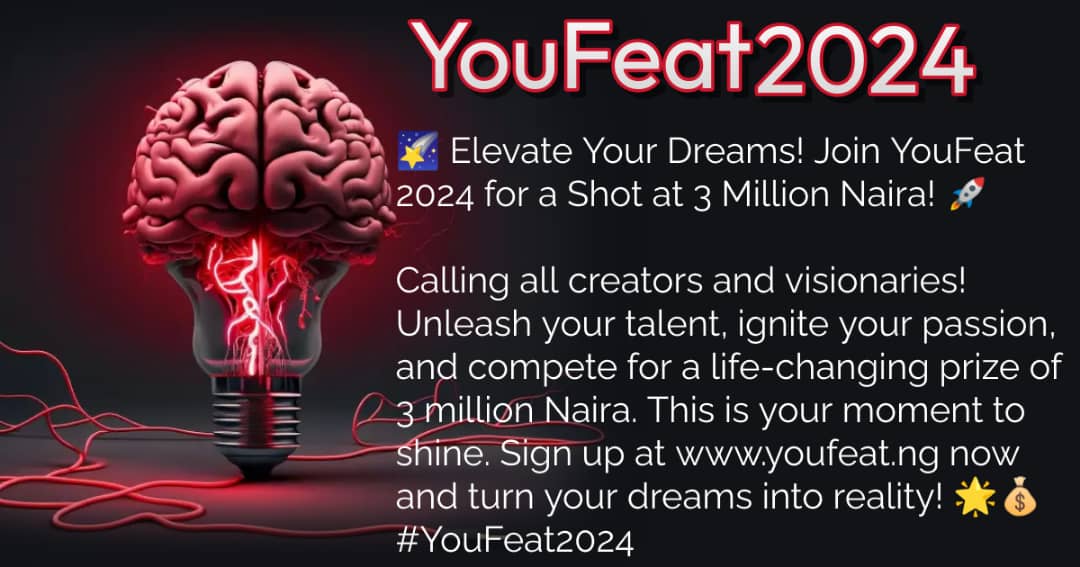 YouFeat2024
🌠 Elevate Your Dreams! Join YouFeat
2024 for a Shot at 3 Million Naira! 🚀
Calling all creators and visionaries!
Unleash your talent, ignite your passion,
and compete for a life-changing prize of
3 million Naira. This is your moment to
shine. Sign up at www.youfeat.ng now
and turn your dreams into reality! 🌟💰
#YouFeat2024